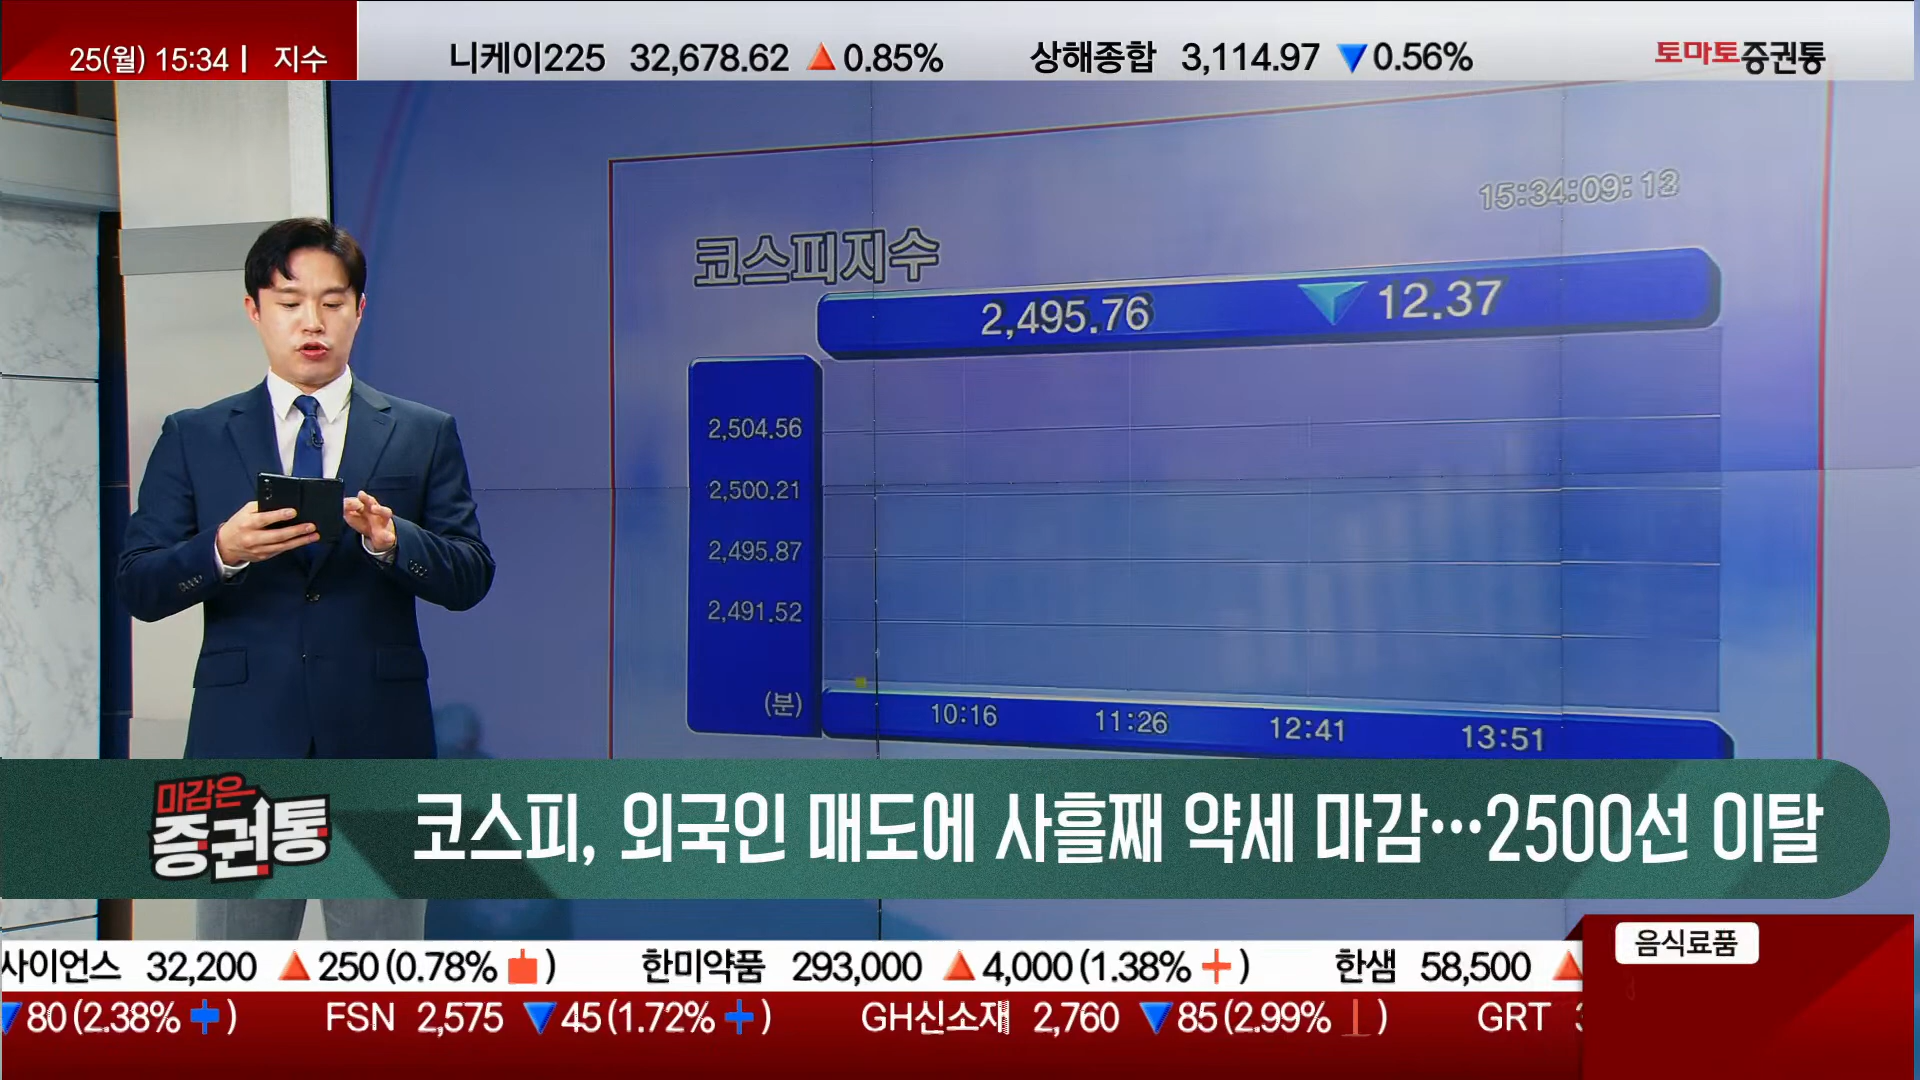 25(월) 15:34 | 지수
니케이225 32,678.62 ▲0.85% 상해종합 3,114.97 ▼0.56%
토마토증권통
15:34:09:
코스피지수
2,495.76 ▼ 12.37
2,504.56
2,500.21
2,495.87
2,491.52
(분)
10:16 11:26 12:41 13:51
마감은
증권통
코스피, 외국인 매도에 사흘째 약세 마감…2500선 이탈
사이언스 32,200 ▲250(0.78% ) 한미약품 293,000 ▲4,000(1.38% ) 한샘 58,500 ▲
음식료품
▼80(2.38% ) FSN 2,575 ▼45(1.72% ) GH신소재 2,760 ▼85(2.99% ) GRT